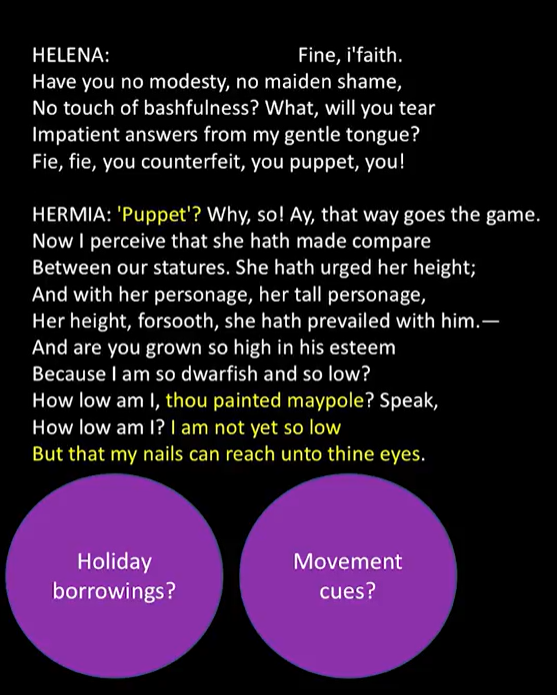 HELENA: Fine, i'faith.
Have you no modesty, no maiden shame,
No touch of bashfulness? What, will you tear
Impatient answers from my gentle tongue?
Fie, fie, you counterfeit, you puppet, you!
HERMIA: 'Puppet'? Why, so! Ay, that way goes the game.
Now I perceive that she hath made compare
Between our statures. She hath urged her height;
And with her personage, her tall personage,
Her height, forsooth, she hath prevailed with him.—
And are you grown so high in his esteem
Because I am so dwarfish and so low?
How low am I, thou painted maypole? Speak,
How low am I? I am not yet so low
But that my nails can reach unto thine eyes.
Holiday
borrowings?
Movement
cues?